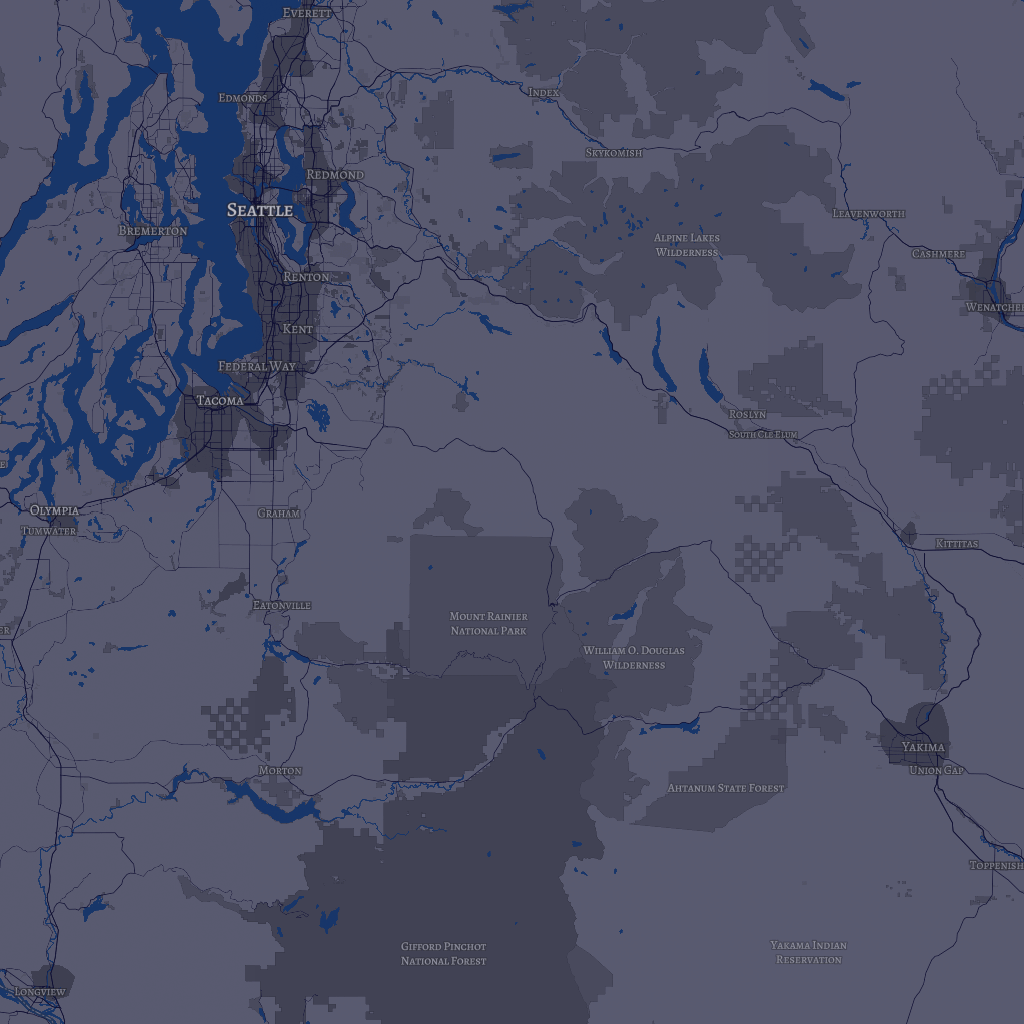 Everett
Edmonds
Index
Skykomish
Redmond
Seattle
Bremerton
Leavenworth
Alpine Lakes
Wilderness
Cashmere
Renton
Wenatchee
Kent
Federal Way
Tacoma
Roslyn
South Cle Elum
Olympia
Graham
Tumwater
Kittitas
Eatonville
Mount Rainier
National Park
William O. Douglas
Wilderness
Yakima
Morton
Union Gap
Ahtanum State Forest
Toppenish
Gifford Pinchot
National Forest
Yakama Indian
Reservation
Longview